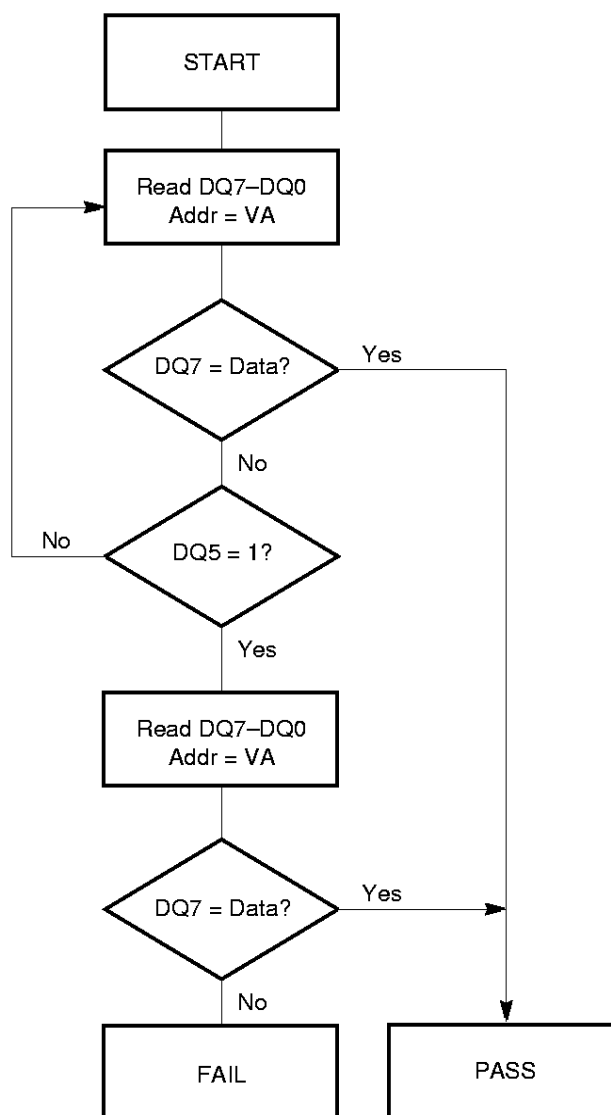 START
Read DQ7–DQ0
Addr = VA
DQ7 = Data?
Yes
No
No
DQ5 = 1?
Yes
Read DQ7–DQ0
Addr = VA
DQ7 = Data?
Yes
No
FAIL
PASS